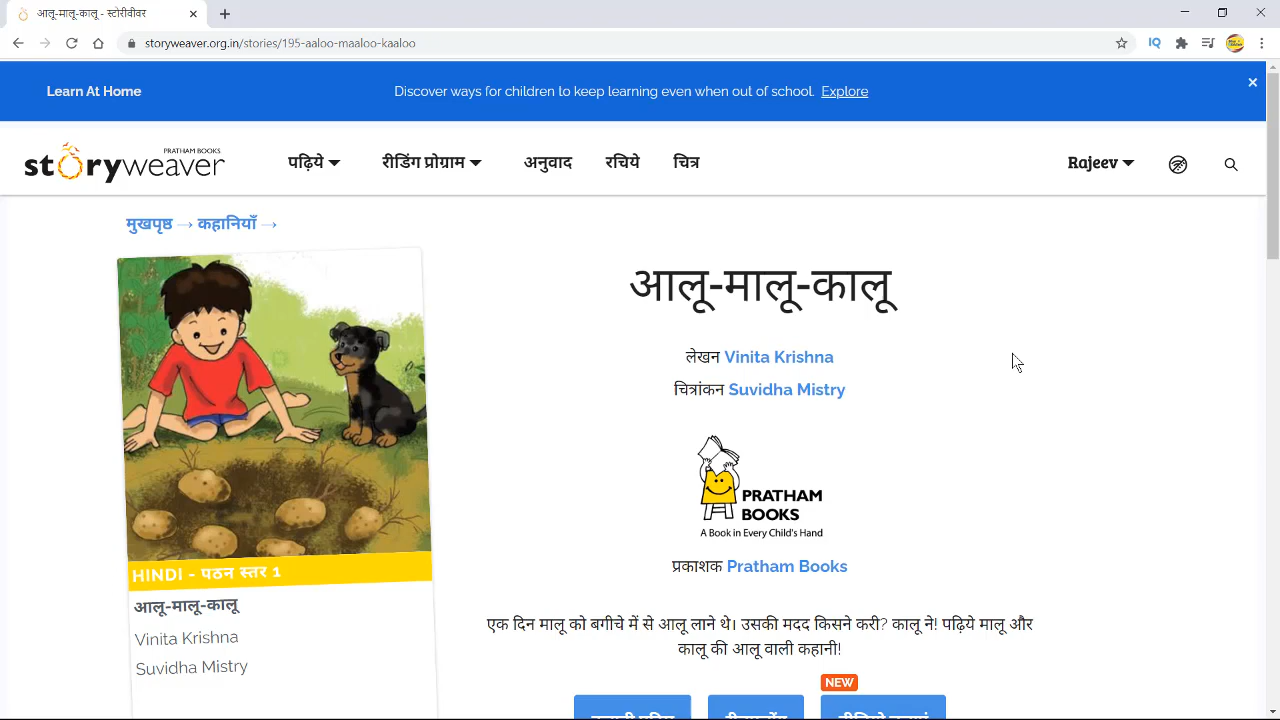 आलू-मालू-कालू - स्टोरीवीवर
storyweaver.org.in/stories/195-aaloo-maaloo-kaaloo
IQ
Learn At Home
Discover ways for children to keep learning even when out of school. Explore
PRATHAM BOOKS
storyweaver
पढ़िये
रीडिंग प्रोग्राम
अनुवाद
रचिये
चित्र
Rajeev
मुखपृष्ठ → कहानियाँ →
HINDI - पठन स्तर 1
आलू-मालू-कालू
Vinita Krishna
Suvidha Mistry
आलू-मालू-कालू
लेखन Vinita Krishna
चित्रांकन Suvidha Mistry
PRATHAM
BOOKS
A Book in Every Child's Hand
प्रकाशक Pratham Books
एक दिन मालू को बगीचे में से आलू लाने थे। उसकी मदद किसने करी? कालू ने! पढ़िये मालू और
कालू की आलू वाली कहानी!
NEW